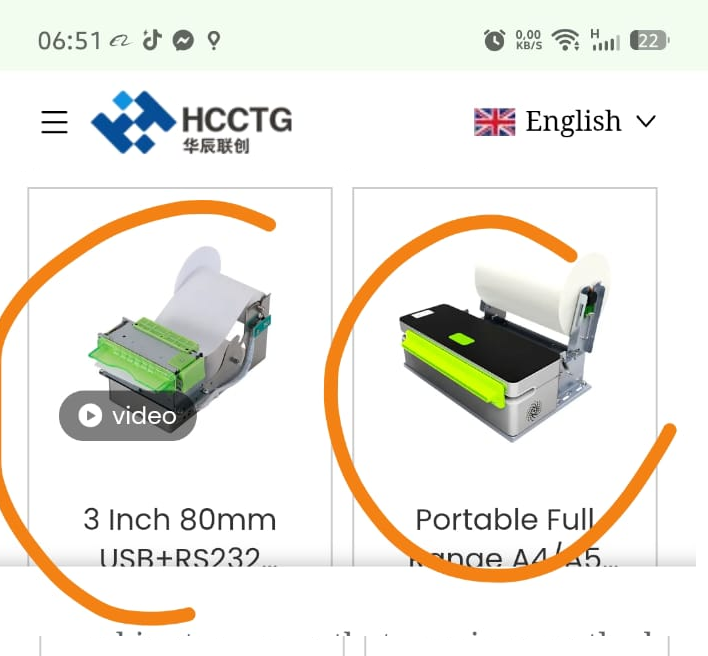 06:51 0,00 KB/S H 22
HCCTG English
华辰联创
video
3 Inch 80mm
USB+RS232...
Portable Full
Range A4/A5...